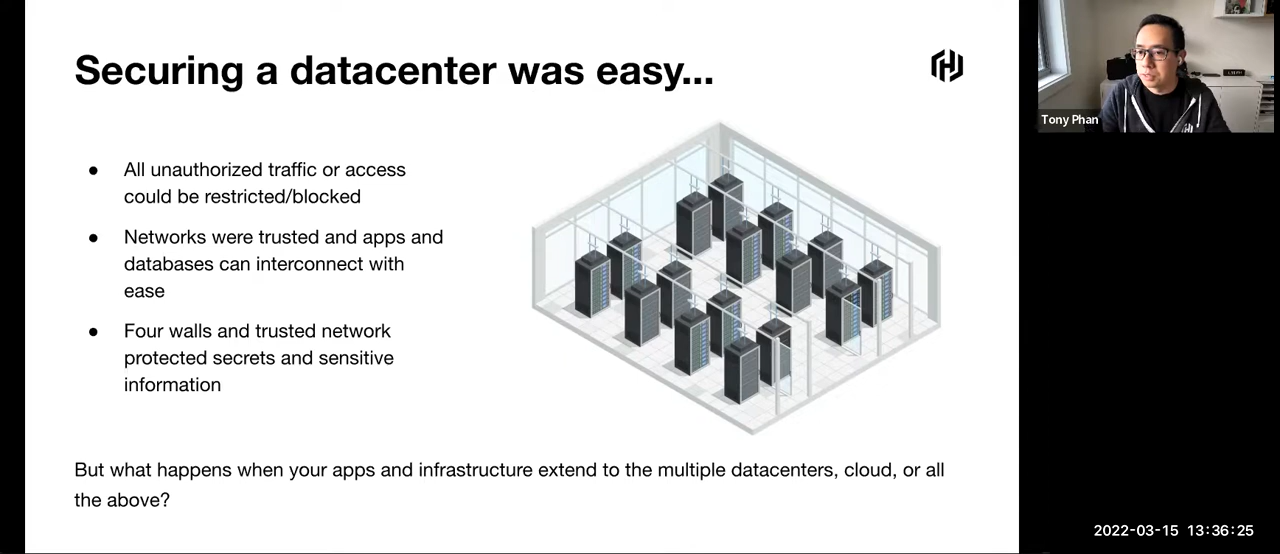 Securing a datacenter was easy...
● All unauthorized traffic or access
could be restricted/blocked
● Networks were trusted and apps and
databases can interconnect with
ease
● Four walls and trusted network
protected secrets and sensitive
information
But what happens when your apps and infrastructure extend to the multiple datacenters, cloud, or all
the above?
Tony Phan
2022-03-15 13:36:25